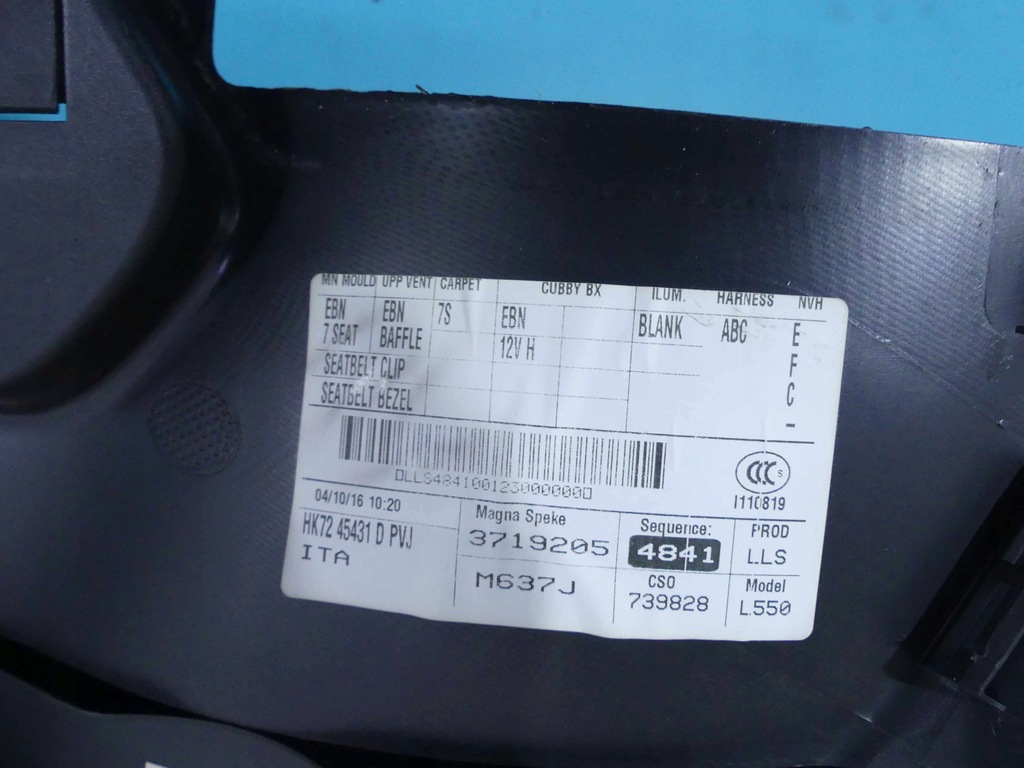 MN MOULD UPP VENT CARPET CUBBY BX ILUM. HARNESS NVH
EBN EBN 7S EBN BLANK ABC E
7 SEAT BAFFLE 12V H F
SEATBELT CLIP C
SEATBELT BEZEL -
DLLS4841001230000000D
CCC S
I110819
04/10/16 10:20
HK72 45431 D PVJ
ITA
Magna Speke
3719205
M637J
Sequence:
4841
CSO
739828
PROD
LLS
Model
L550